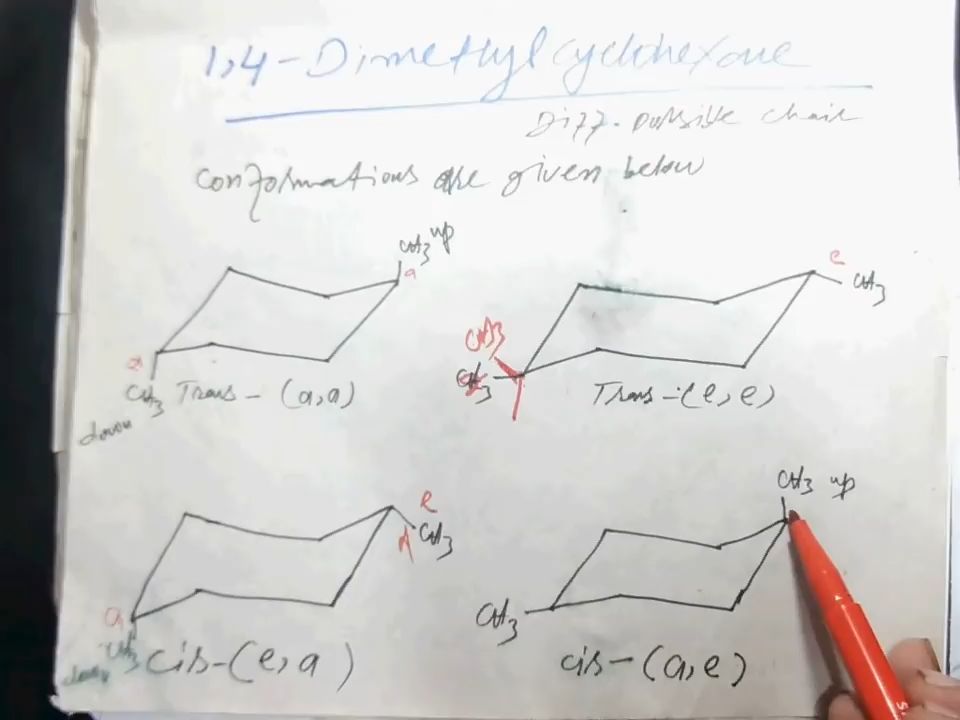 1,4-Dimethylcyclohexane
Diff. possible chair
conformations are given below
CH3 up
a
a
CH3
down
Trans - (a,a)
e
CH3
CH3
CH3
Trans - (e,e)
e
CH3
a
CH3
down
cis - (e,a)
CH3 up
CH3
cis - (a,e)